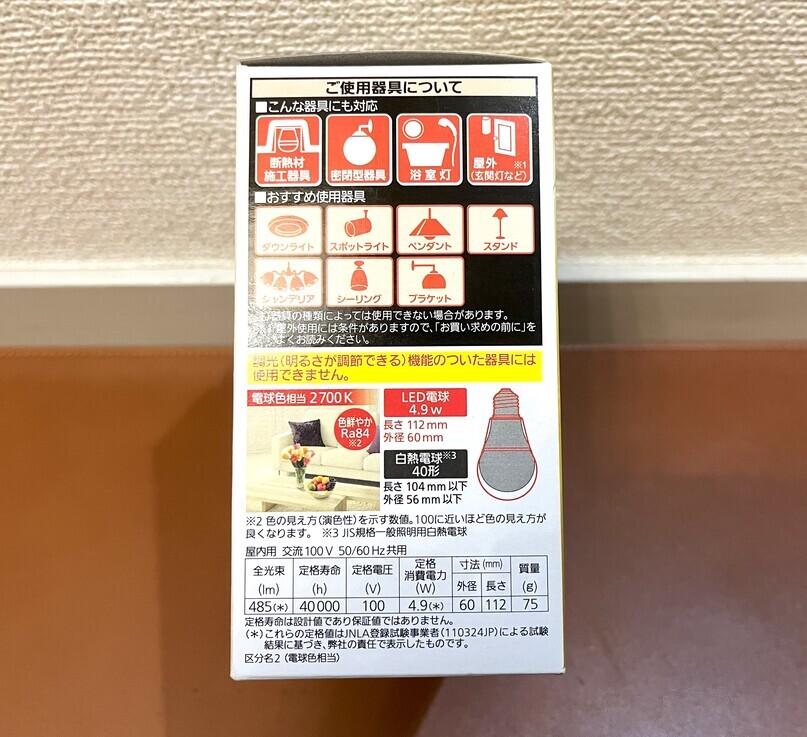 ご使用器具について
■こんな器具にも対応
断熱材
施工器具
密閉型器具
浴室灯
屋外 ※1
(玄関灯など)
■おすすめ使用器具
ダウンライト
スポットライト
ペンダント
スタンド
シャンデリア
シーリング
ブラケット
器具の種類によっては使用できない場合があります。
屋外使用には条件がありますので、「お買い求めの前に」を
よくお読みください。
調光(明るさが調節できる)機能のついた器具には
使用できません。
電球色相当 2700K
色鮮やか
Ra84
※2
LED電球
4.9w
長さ 112mm
外径 60mm
白熱電球※3
40形
長さ 104mm以下
外径 56mm以下
※2 色の見え方(演色性)を示す数値。100に近いほど色の見え方が
良くなります。 ※3 JIS規格一般照明用白熱電球
屋内用 交流100V 50/60Hz共用
全光束 (lm) 定格寿命 (h) 定格電圧 (V) 定格消費電力 (W) 寸法(mm) 外径 長さ 質量 (g)
485(*) 40000 100 4.9(*) 60 112 75
定格寿命は設計値であり保証値ではありません。
(*)これらの定格値はJNLA登録試験事業者(110324JP)による試験
結果に基づき、弊社の責任で表示したものです。
区分名2(電球色相当)